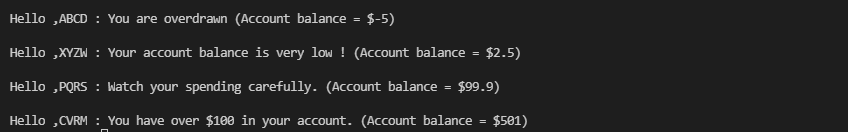 Hello ,ABCD : You are overdrawn (Account balance = $-5)
Hello ,XYZW : Your account balance is very low ! (Account balance = $2.5)
Hello ,PQRS : Watch your spending carefully. (Account balance = $99.9)
Hello ,CVRM : You have over $100 in your account. (Account balance = $501)